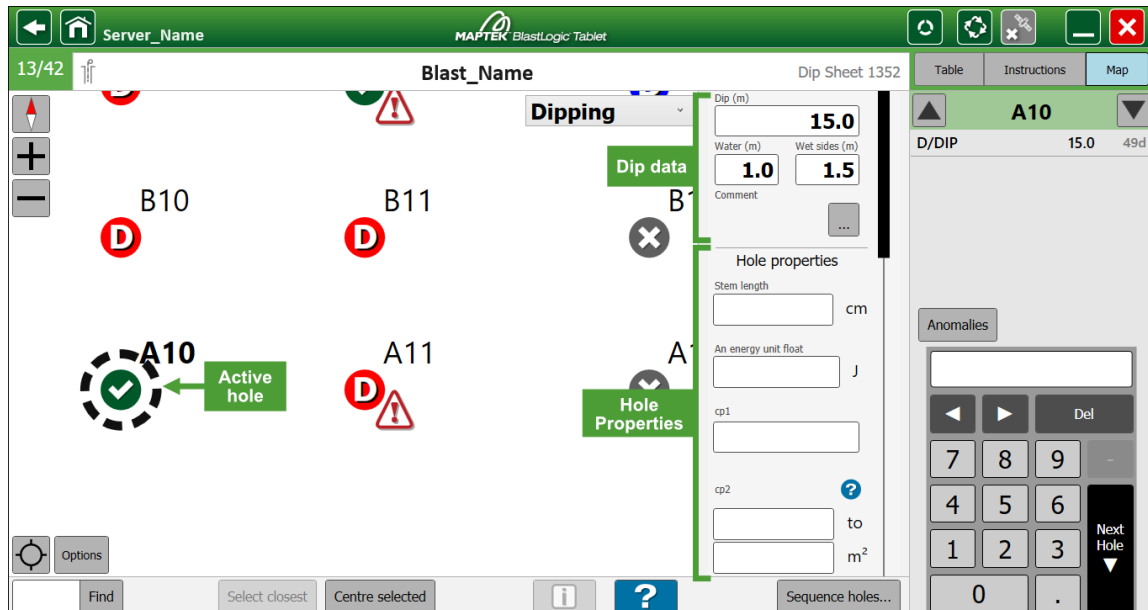 Server_Name
MAPTEK BlastLogic Tablet
13/42
Blast_Name
Dip Sheet 1352
Table
Instructions
Map
Dipping
Dip (m)
15.0
Water (m)
Wet sides (m)
1.0
1.5
Comment
...
Dip data
A10
D/DIP 15.0 49d
B10
B11
B1
D
D
Hole properties
Stem length
cm
An energy unit float
J
cp1
cp2
?
to
m²
A10
A11
A1
D
Active
hole
Hole
Properties
Anomalies
Del
7 8 9 -
4 5 6
1 2 3
0 .
Next
Hole
Options
Find
Select closest
Centre selected
i
?
Sequence holes...